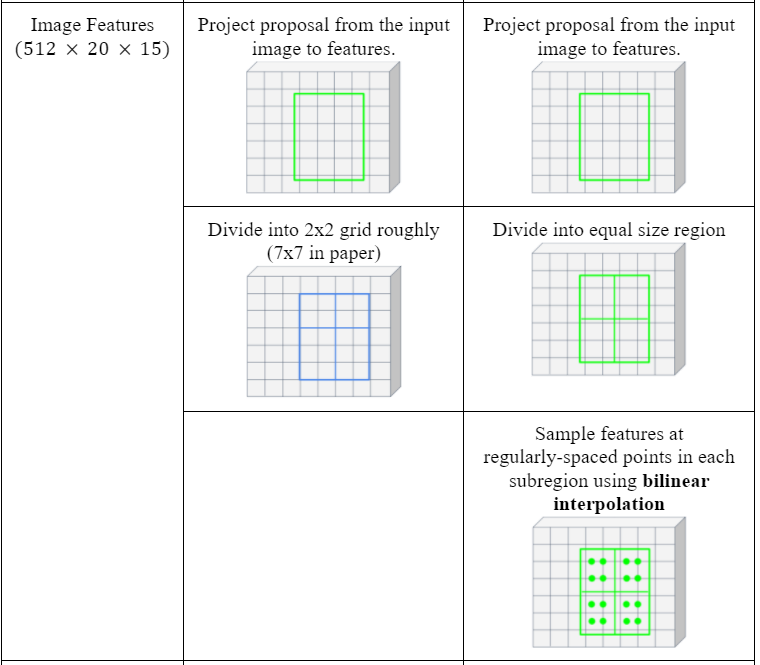 Image Features
(512 × 20 × 15)
Project proposal from the input
image to features.
Project proposal from the input
image to features.
Divide into 2x2 grid roughly
(7x7 in paper)
Divide into equal size region
Sample features at
regularly-spaced points in each
subregion using bilinear
interpolation